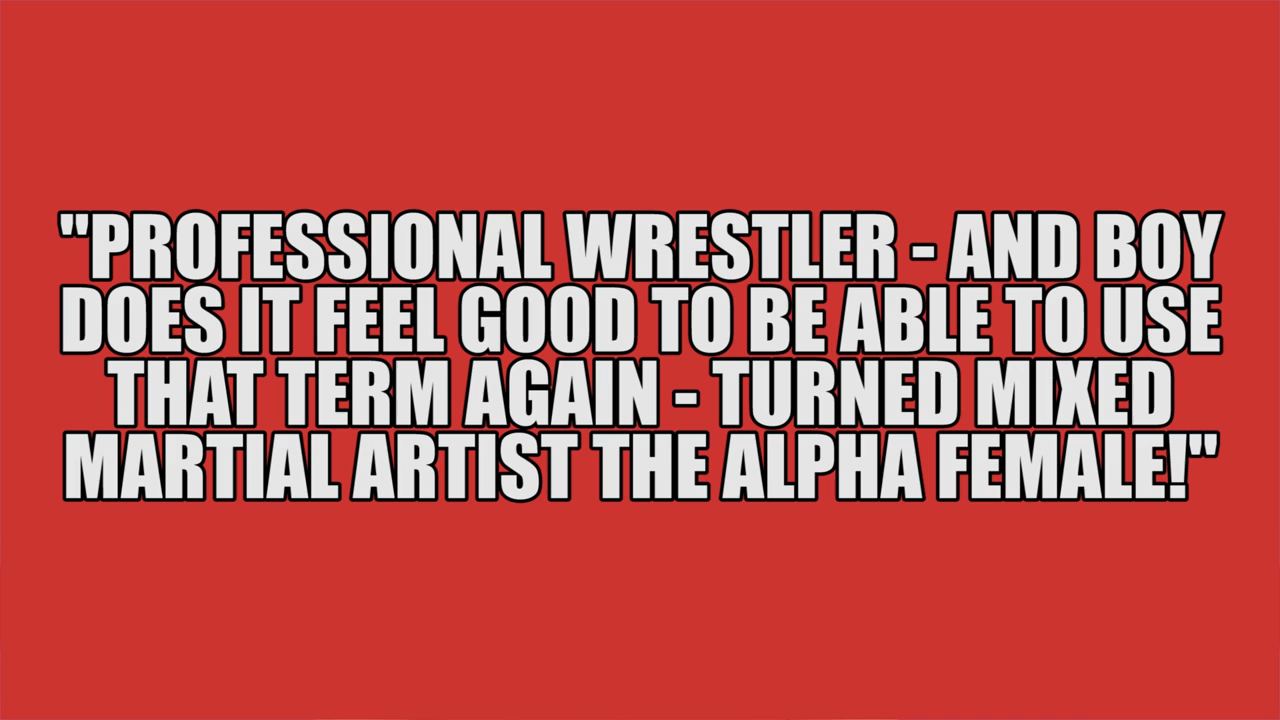 "PROFESSIONAL WRESTLER - AND BOY
DOES IT FEEL GOOD TO BE ABLE TO USE
THAT TERM AGAIN - TURNED MIXED
MARTIAL ARTIST THE ALPHA FEMALE!"